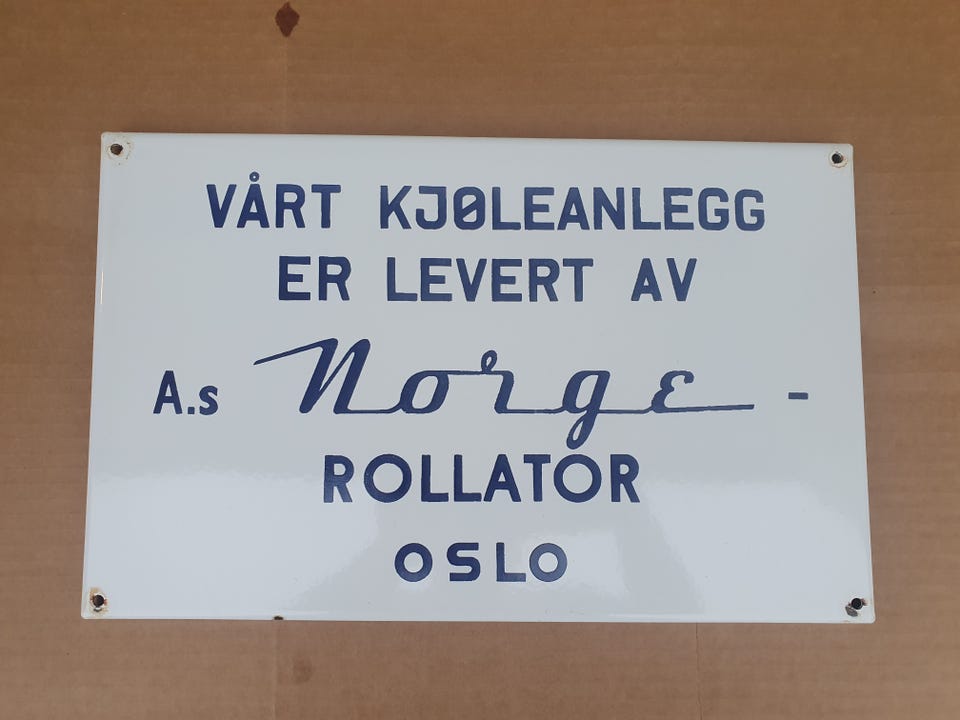 VÅRT KJØLEANLEGG
ER LEVERT AV
A.s Norge -
ROLLATOR
OSLO